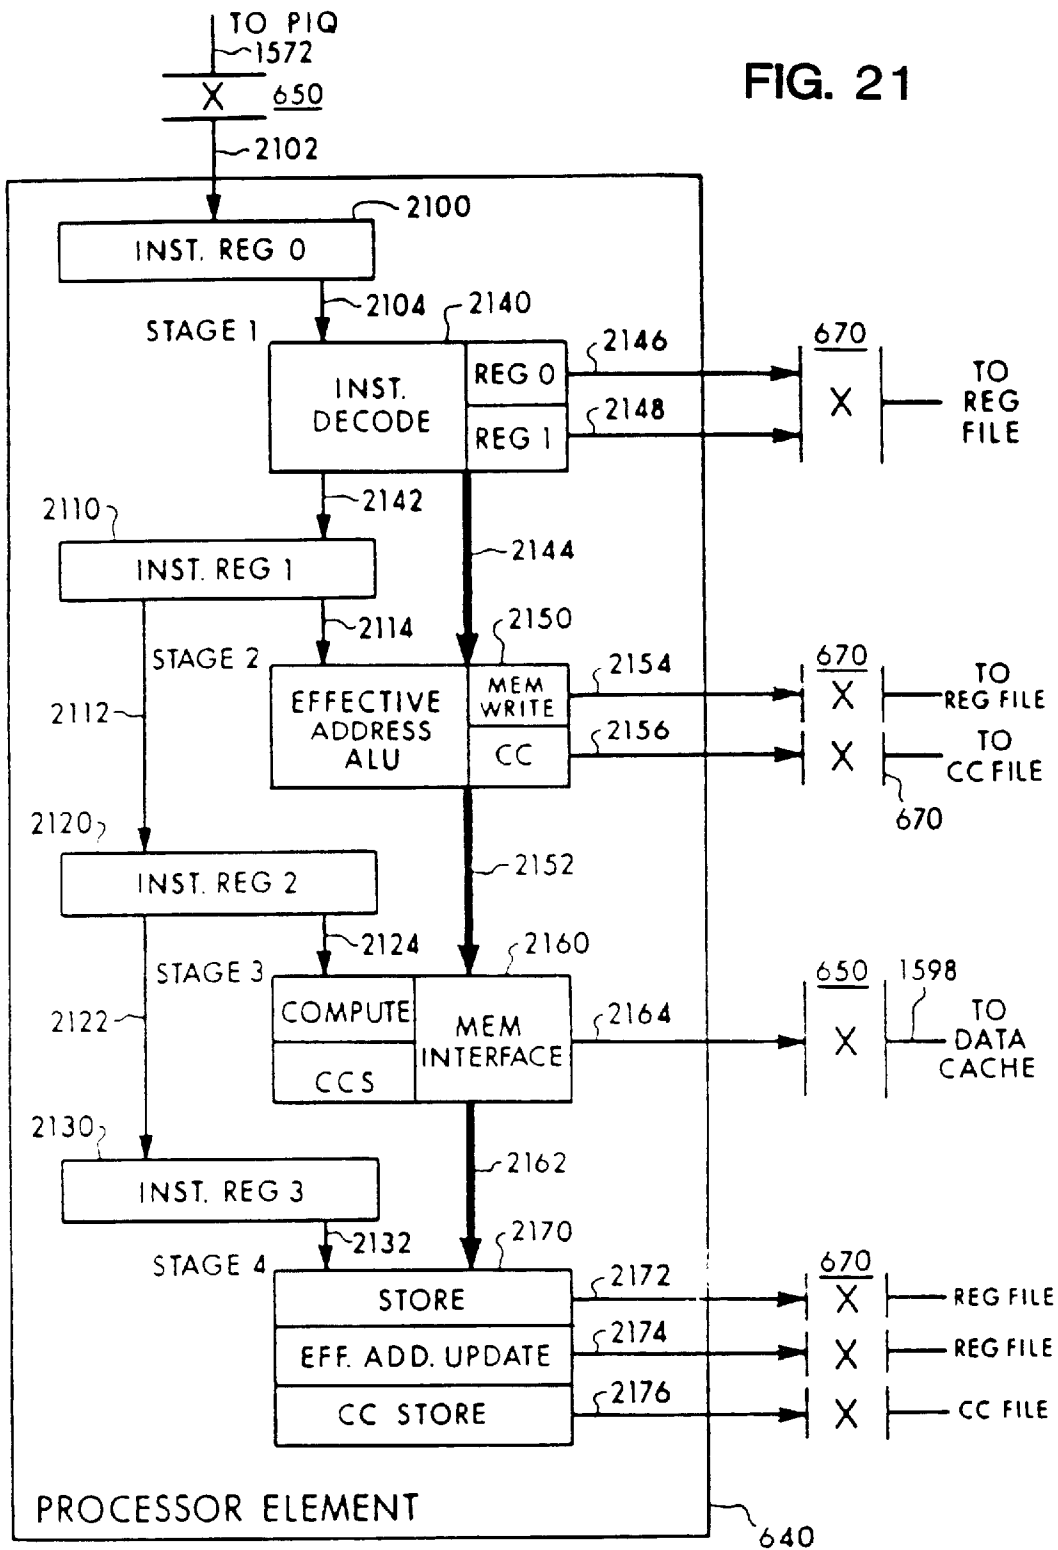 TO PIQ
1572
FIG. 21
X
650
2102
2100
INST. REG 0
2104
2140
STAGE 1
INST.
DECODE
REG 0
REG 1
2146
2148
670
X
TO
REG
FILE
2142
2144
2110
INST. REG 1
2114
2150
STAGE 2
2112
EFFECTIVE
ADDRESS
ALU
MEM
WRITE
CC
2154
2156
670
X
X
TO
REG FILE
TO
CC FILE
670
2120
2152
INST. REG 2
2124
2160
STAGE 3
2122
COMPUTE
CCS
MEM
INTERFACE
2164
650
X
1598
TO
DATA
CACHE
2130
2162
INST. REG 3
2132
2170
STAGE 4
STORE
EFF. ADD. UPDATE
CC STORE
2172
2174
2176
670
X
X
X
REG FILE
REG FILE
CC FILE
PROCESSOR ELEMENT
640